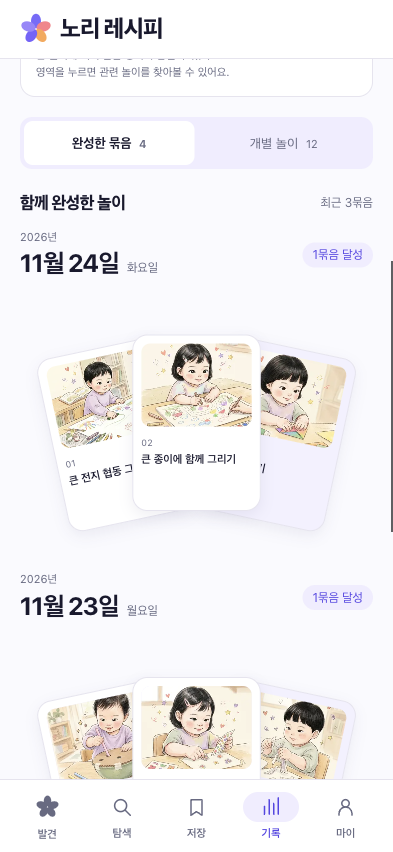 노리 레시피
영역을 누르면 관련 놀이를 찾아볼 수 있어요.
완성한 묶음 4
개별 놀이 12
함께 완성한 놀이
최근 3묶음
2026년
11월 24일 화요일
1묶음 달성
01
큰 전지 협동
02
큰 종이에 함께 그리기
2026년
11월 23일 월요일
1묶음 달성
발견
탐색
저장
기록
마이